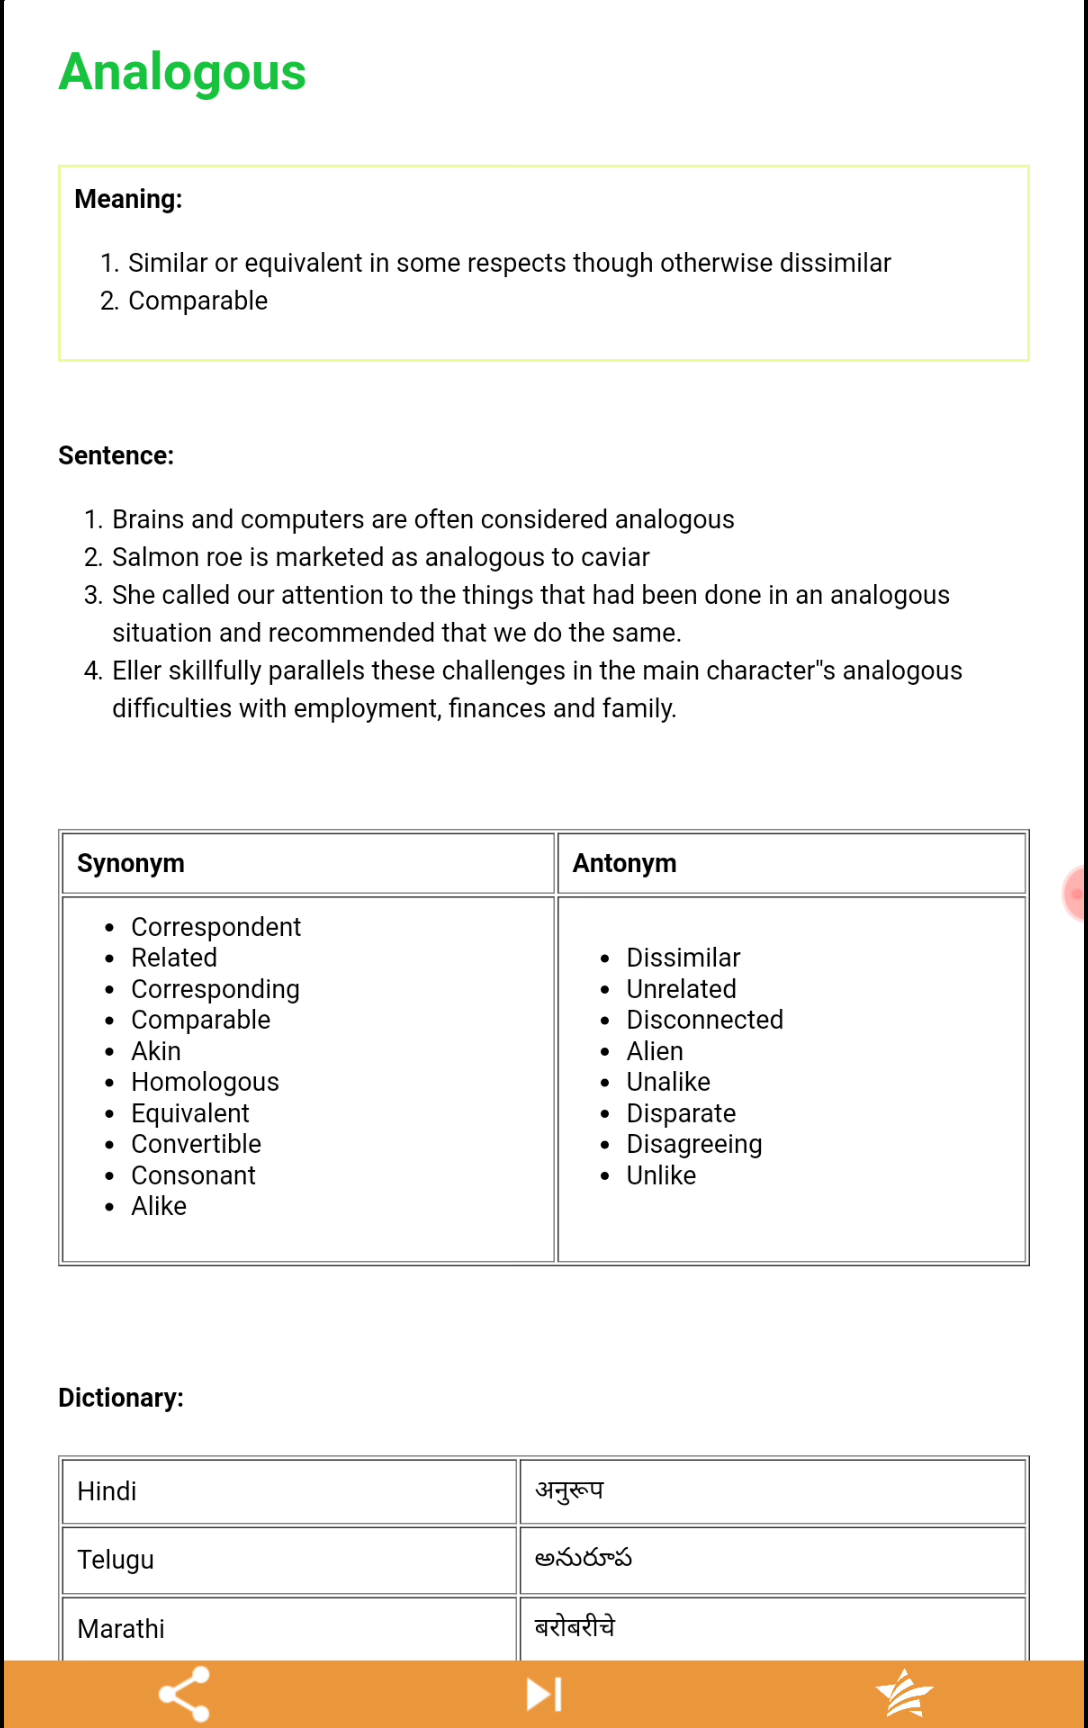 Analogous
Meaning:
1. Similar or equivalent in some respects though otherwise dissimilar
2. Comparable
Sentence:
1. Brains and computers are often considered analogous
2. Salmon roe is marketed as analogous to caviar
3. She called our attention to the things that had been done in an analogous
situation and recommended that we do the same.
4. Eller skillfully parallels these challenges in the main character"s analogous
difficulties with employment, finances and family.
Synonym
• Correspondent
• Related
• Corresponding
• Comparable
• Akin
• Homologous
• Equivalent
• Convertible
• Consonant
• Alike
Antonym
• Dissimilar
• Unrelated
• Disconnected
• Alien
• Unalike
• Disparate
• Disagreeing
• Unlike
Dictionary:
Hindi अनुरूप
Telugu అనురూప
Marathi बरोबरीचे